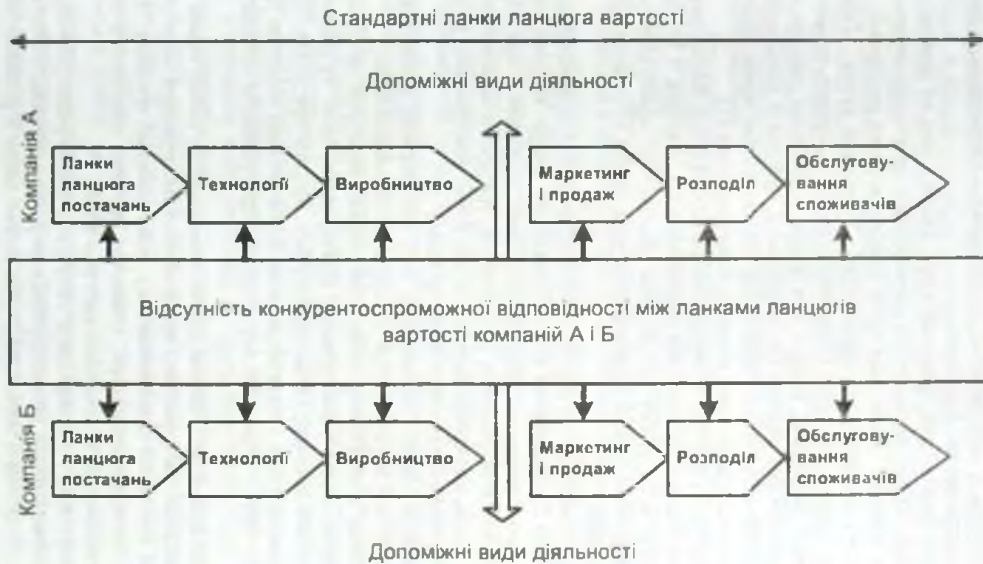 Стандартні ланки ланцюга вартості
Допоміжні види діяльності
Компанія А
Ланки
ланцюга
постачань
Технології
Виробництво
Маркетинг
і продаж
Розподіл
Обслугову-
вання
споживачів
Відсутність конкурентоспроможної відповідності між ланками ланцюгів
вартості компаній А і Б
Компанія Б
Ланки
ланцюга
постачань
Технології
Виробництво
Маркетинг
і продаж
Розподіл
Обслугову-
вання
споживачів
Допоміжні види діяльності